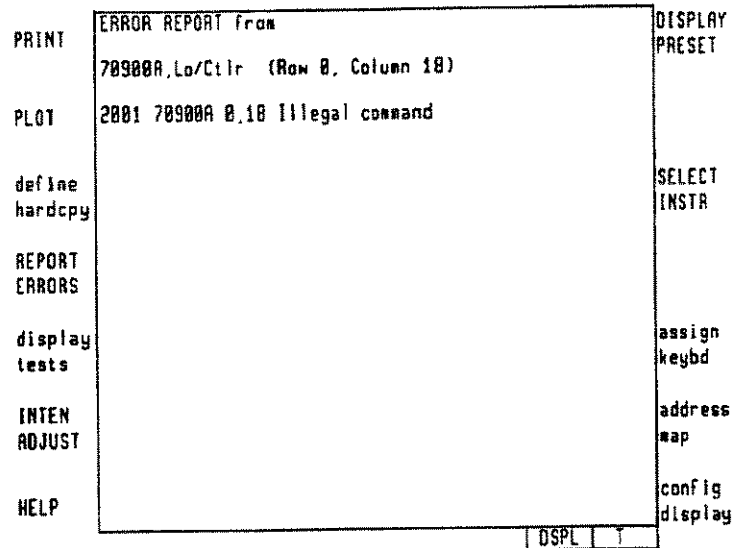 PRINT
PLOT
define
hardcpy
REPORT
ERRORS
display
tests
INTEN
ADJUST
HELP
ERROR REPORT from
70900A,Lo/Ctlr (Row 0, Column 18)
2001 70900A 0,18 Illegal command
DISPLAY
PRESET
SELECT
INSTR
assign
keybd
address
map
config
display
DSPL T